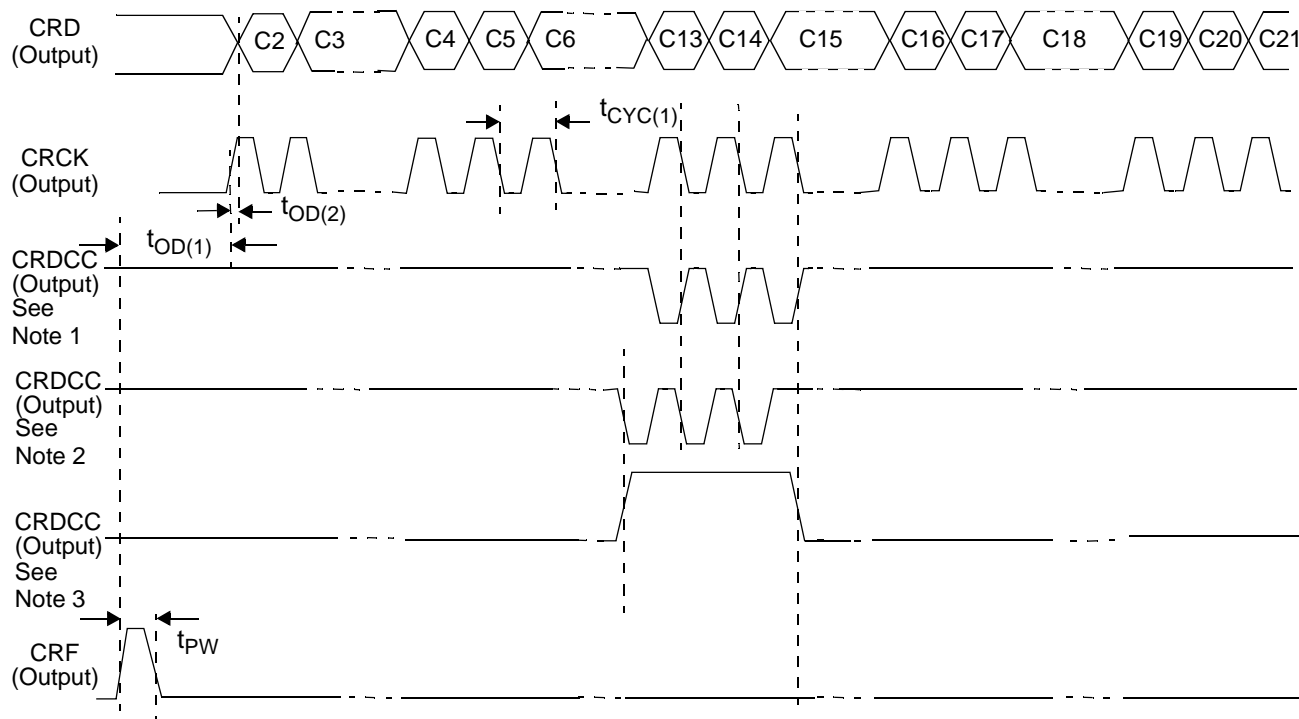 CRD
(Output)
C2
C3
C4
C5
C6
C13
C14
C15
C16
C17
C18
C19
C20
C21
CRCK
(Output)
tCYC(1)
tOD(2)
tOD(1)
CRDCC
(Output)
See
Note 1
CRDCC
(Output)
See
Note 2
CRDCC
(Output)
See
Note 3
CRF
(Output)
tPW